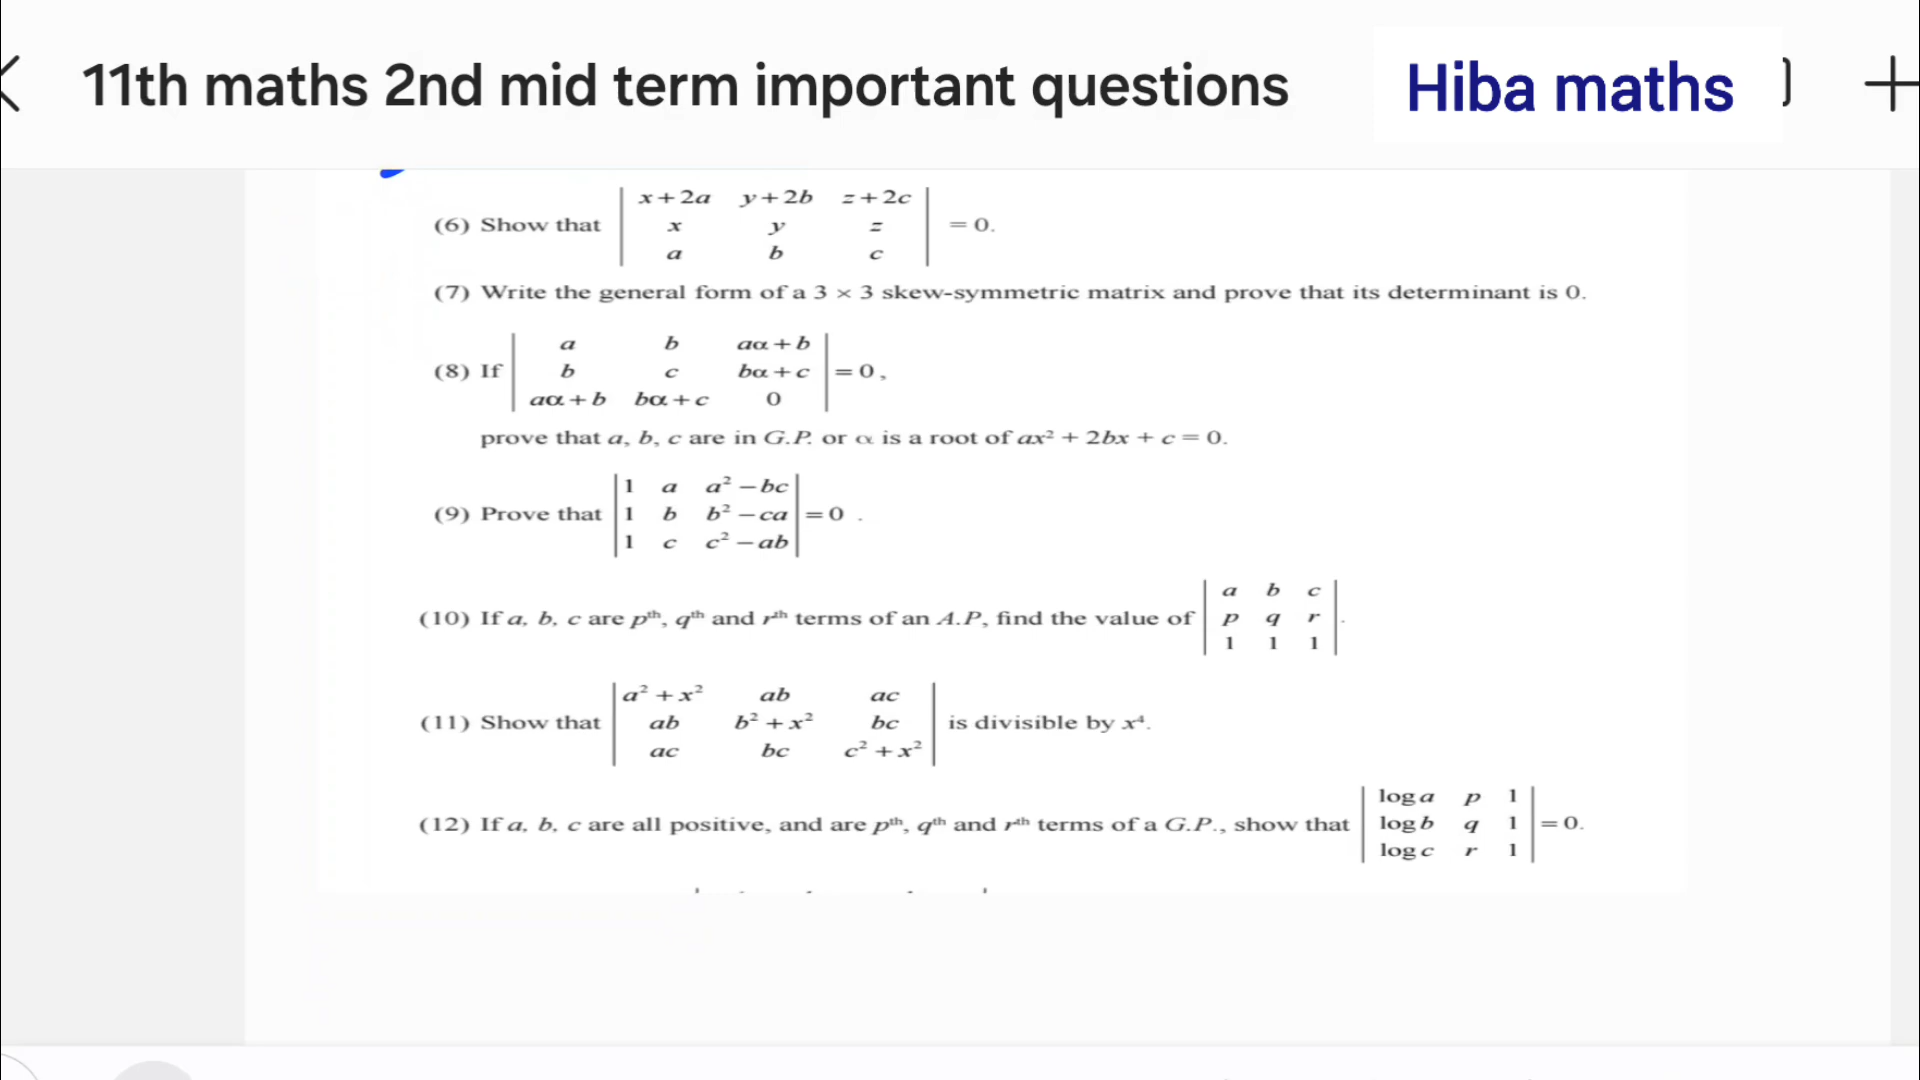 11th maths 2nd mid term important questions
Hiba maths
(6) Show that | x+2a y+2b z+2c |
| x y z | = 0.
| a b c |
(7) Write the general form of a 3 × 3 skew-symmetric matrix and prove that its determinant is 0.
(8) If | a b aα+b |
| b c bα+c | = 0,
| aα+b bα+c 0 |
prove that a, b, c are in G.P. or α is a root of ax² + 2bx + c = 0.
(9) Prove that | 1 a a² − bc |
| 1 b b² − ca | = 0 .
| 1 c c² − ab |
(10) If a, b, c are pᵗʰ, qᵗʰ and rᵗʰ terms of an A.P, find the value of | a b c |
| p q r | .
| 1 1 1 |
(11) Show that | a² + x² ab ac |
| ab b² + x² bc | is divisible by x⁴.
| ac bc c² + x² |
(12) If a, b, c are all positive, and are pᵗʰ, qᵗʰ and rᵗʰ terms of a G.P., show that | log a p 1 |
| log b q 1 | = 0.
| log c r 1 |